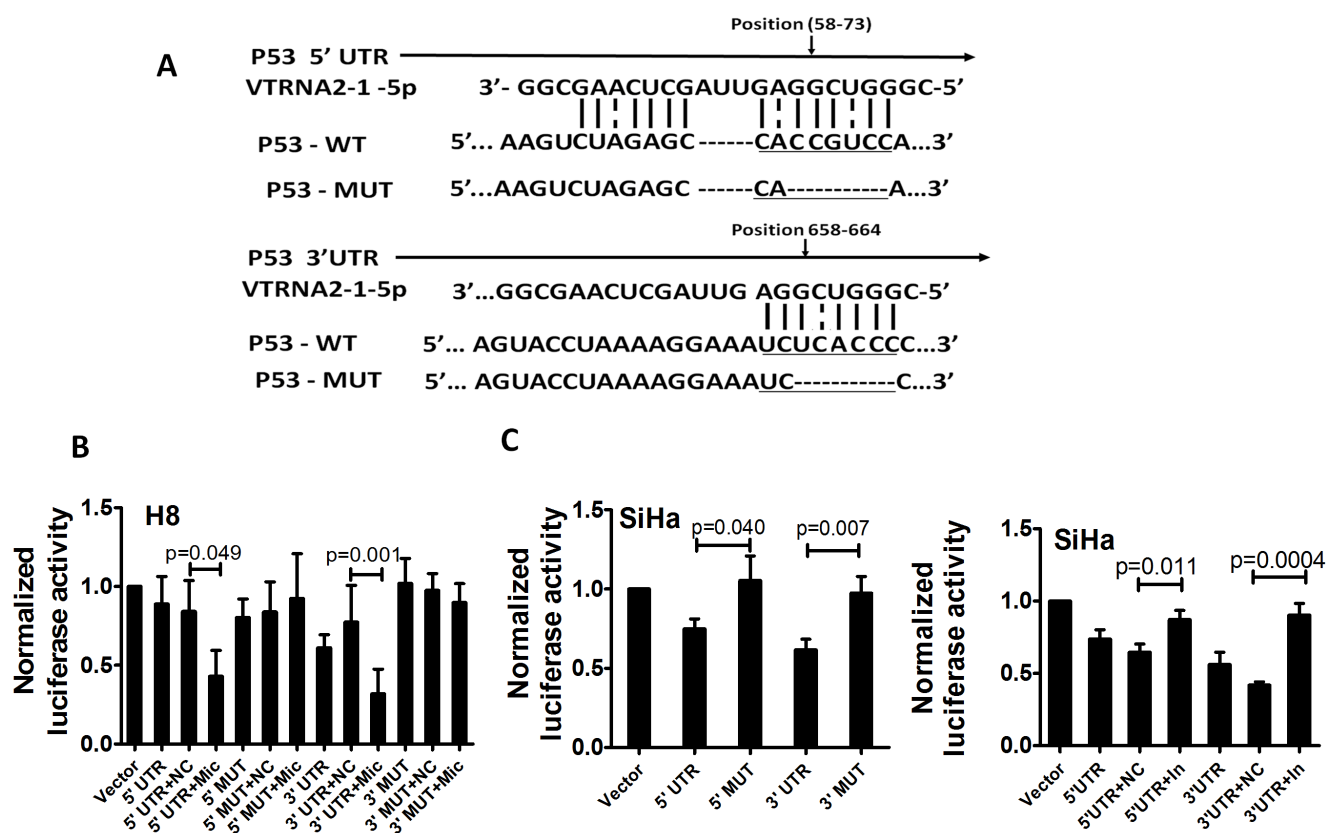 A
Position (58-73)
P53 5' UTR
VTRNA2-1 -5p 3'- GGCGAACUCGAUUGAGGCUGGGC-5'
P53 - WT 5'... AAGUCUAGAGC ------CACCGUCCA...3'
P53 - MUT 5'...AAGUCUAGAGC ------CA-----------A...3'
Position 658-664
P53 3'UTR
VTRNA2-1-5p 3'...GGCGAACUCGAUUG AGGCUGGGC-5'
P53 - WT 5'... AGUACCUAAAAGGAAAUCUCACCCC...3'
P53 - MUT 5'... AGUACCUAAAAGGAAAUC-----------C...3'
B
H8
Normalized
luciferase activity
1.5
1.0
0.5
0.0
p=0.049
p=0.001
Vector
5' UTR
5' UTR+NC
5' UTR+Mic
5' MUT
5' MUT+NC
5' MUT+Mic
3' UTR
3' UTR+NC
3' UTR+Mic
3' MUT
3' MUT+NC
3' MUT+Mic
C
SiHa
Normalized
luciferase activity
1.5
1.0
0.5
0.0
p=0.040
p=0.007
Vector
5' UTR
5' MUT
3' UTR
3' MUT
SiHa
Normalized
luciferase activity
1.5
1.0
0.5
0.0
p=0.011
p=0.0004
Vector
5'UTR
5'UTR+NC
5'UTR+In
3'UTR
3'UTR+NC
3'UTR+In